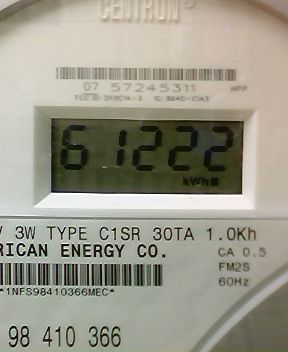 CENTRON
07 57245311
61222
kWh
V 3W TYPE C1SR 30TA 1.0Kh
RICAN ENERGY CO.
CA 0.5
FM2S
60Hz
*1NFS98410366MEC*
98 410 366